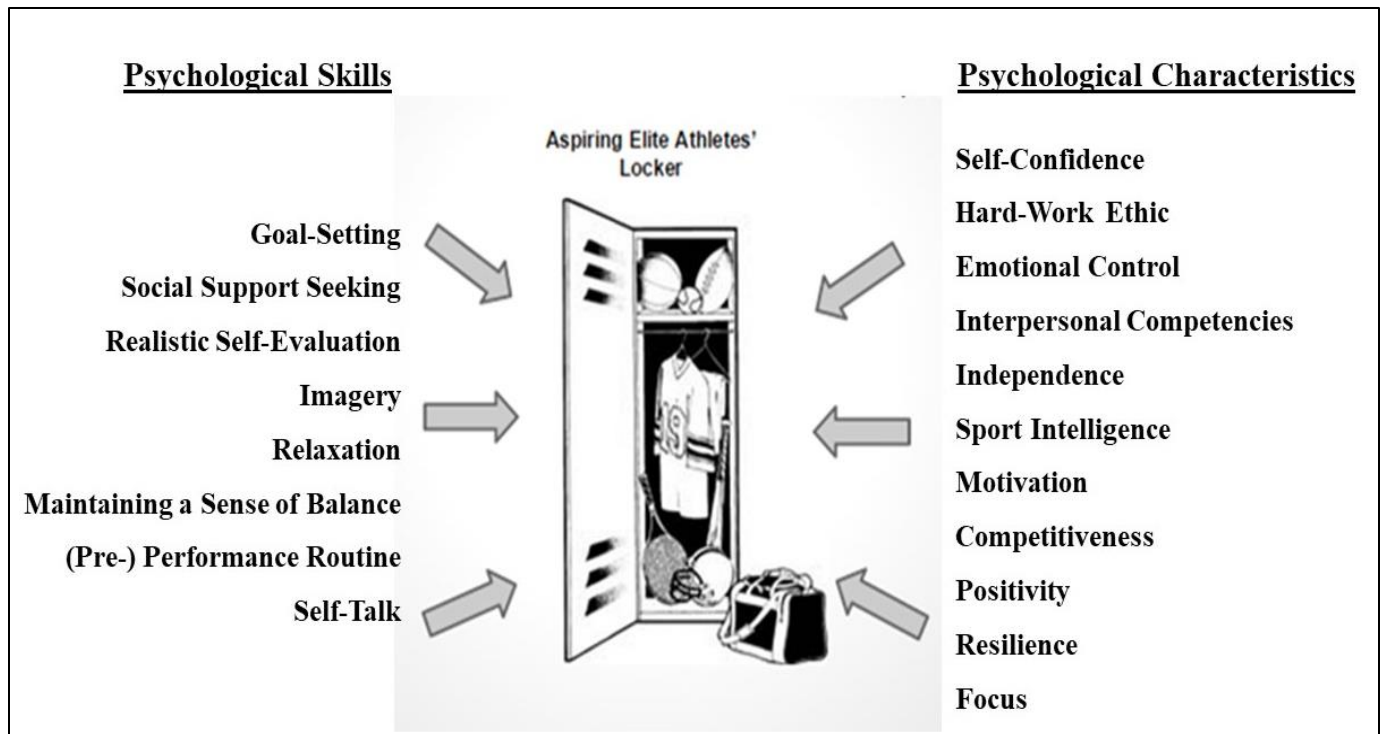 Psychological Skills
Psychological Characteristics
Aspiring Elite Athletes'
Locker
Goal-Setting
Social Support Seeking
Realistic Self-Evaluation
Imagery
Relaxation
Maintaining a Sense of Balance
(Pre-) Performance Routine
Self-Talk
19
Self-Confidence
Hard-Work Ethic
Emotional Control
Interpersonal Competencies
Independence
Sport Intelligence
Motivation
Competitiveness
Positivity
Resilience
Focus